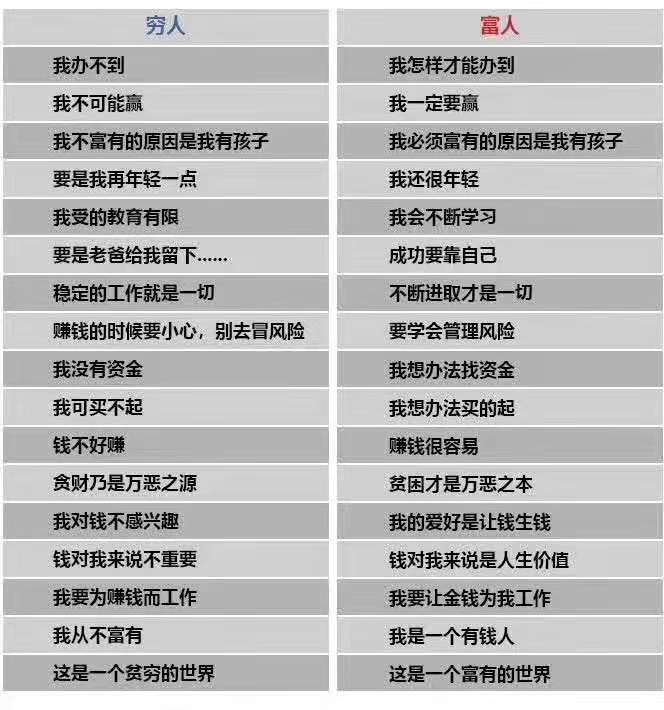 穷人 富人
我办不到 我怎样才能办到
我不可能赢 我一定要赢
我不富有的原因是我有孩子 我必须富有的原因是我有孩子
要是我再年轻一点 我还很年轻
我受的教育有限 我会不断学习
要是老爸给我留下...... 成功要靠自己
稳定的工作就是一切 不断进取才是一切
赚钱的时候要小心，别去冒风险 要学会管理风险
我没有资金 我想办法找资金
我可买不起 我想办法买的起
钱不好赚 赚钱很容易
贪财乃是万恶之源 贫困才是万恶之本
我对钱不感兴趣 我的爱好是让钱生钱
钱对我来说不重要 钱对我来说是人生价值
我要为赚钱而工作 我要让金钱为我工作
我从不富有 我是一个有钱人
这是一个贫穷的世界 这是一个富有的世界